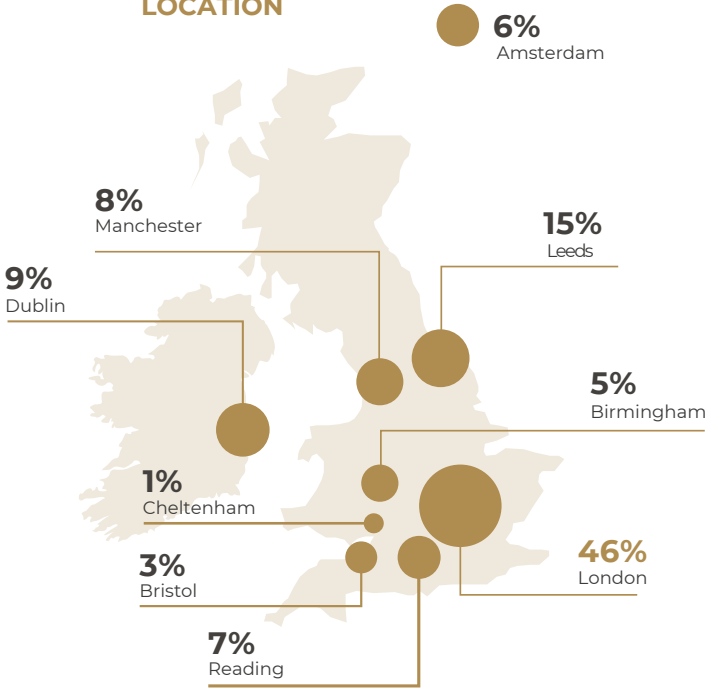 LOCATION
6%
Amsterdam
8%
Manchester
15%
Leeds
9%
Dublin
5%
Birmingham
1%
Cheltenham
46%
London
3%
Bristol
7%
Reading